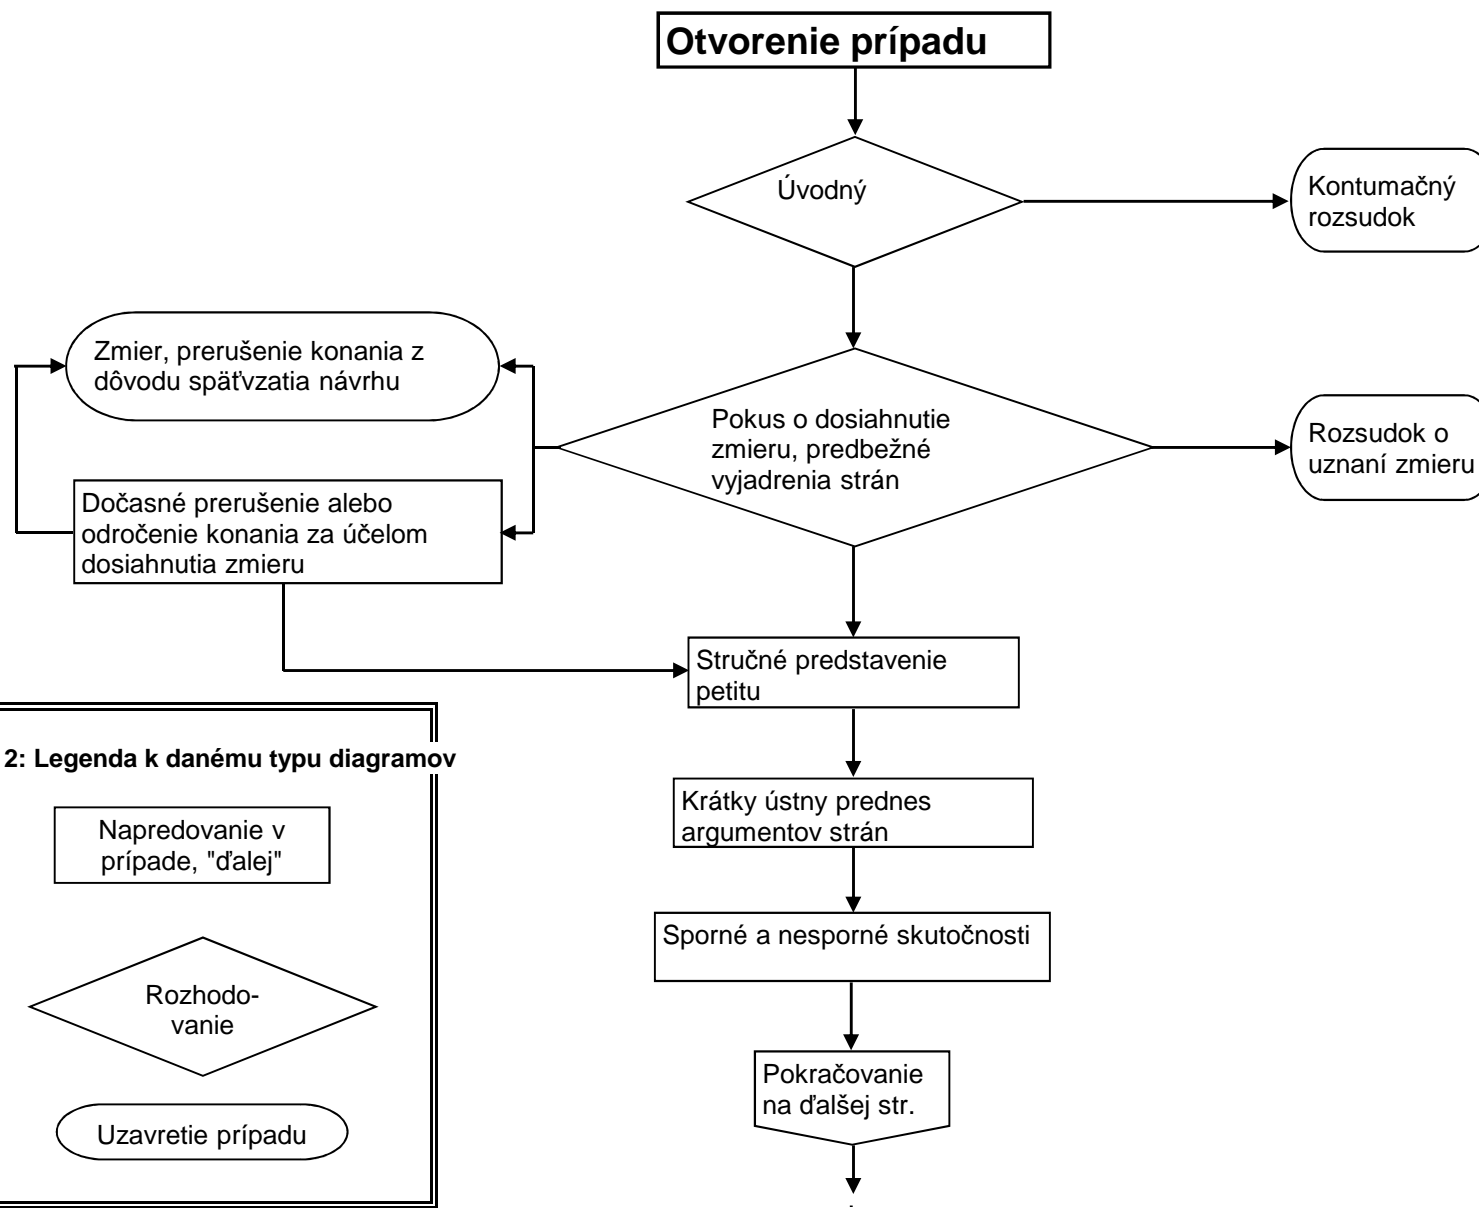 Otvorenie prípadu
Úvodný
Kontumačný
rozsudok
Zmier, prerušenie konania z
dôvodu späťvzatia návrhu
Pokus o dosiahnutie
zmieru, predbežné
vyjadrenia strán
Rozsudok o
uznaní zmieru
Dočasné prerušenie alebo
odročenie konania za účelom
dosiahnutia zmieru
Stručné predstavenie
petitu
Krátky ústny prednes
argumentov strán
Sporné a nesporné skutočnosti
Pokračovanie
na ďalšej str.
2: Legenda k danému typu diagramov
Napredovanie v
prípade, "ďalej"
Rozhodo-
vanie
Uzavretie prípadu